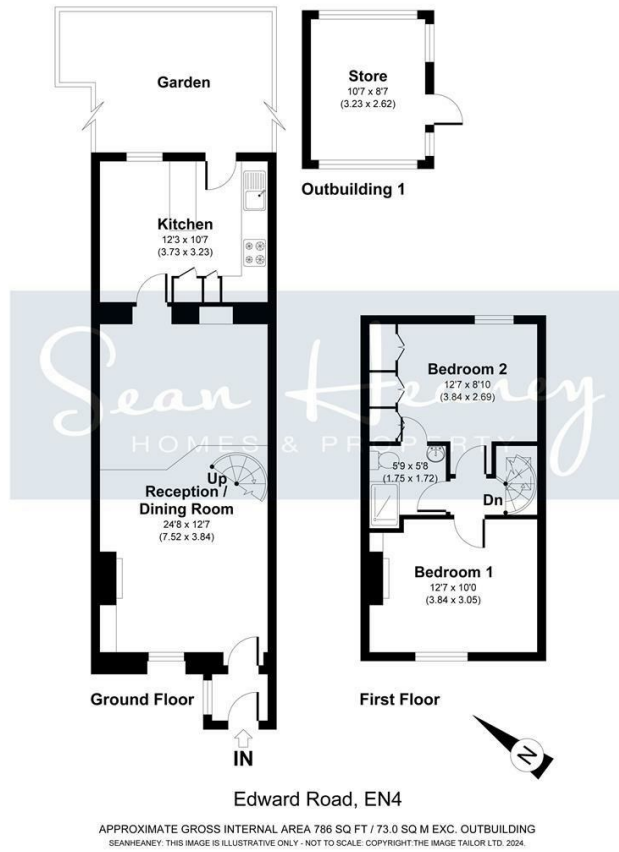 Garden
Store
10'7 x 8'7
(3.23 x 2.62)
Outbuilding 1
Kitchen
12'3 x 10'7
(3.73 x 3.23)
Sean Heaney
HOMES & PROPERTY
Bedroom 2
12'7 x 8'10
(3.84 x 2.69)
5'9 x 5'8
(1.75 x 1.72)
Up
Dn
Reception /
Dining Room
24'8 x 12'7
(7.52 x 3.84)
Bedroom 1
12'7 x 10'0
(3.84 x 3.05)
Ground Floor
First Floor
IN
N
Edward Road, EN4
APPROXIMATE GROSS INTERNAL AREA 786 SQ FT / 73.0 SQ M EXC. OUTBUILDING
SEANHEANEY: THIS IMAGE IS ILLUSTRATIVE ONLY - NOT TO SCALE: COPYRIGHT:THE IMAGE TAILOR LTD. 2024.